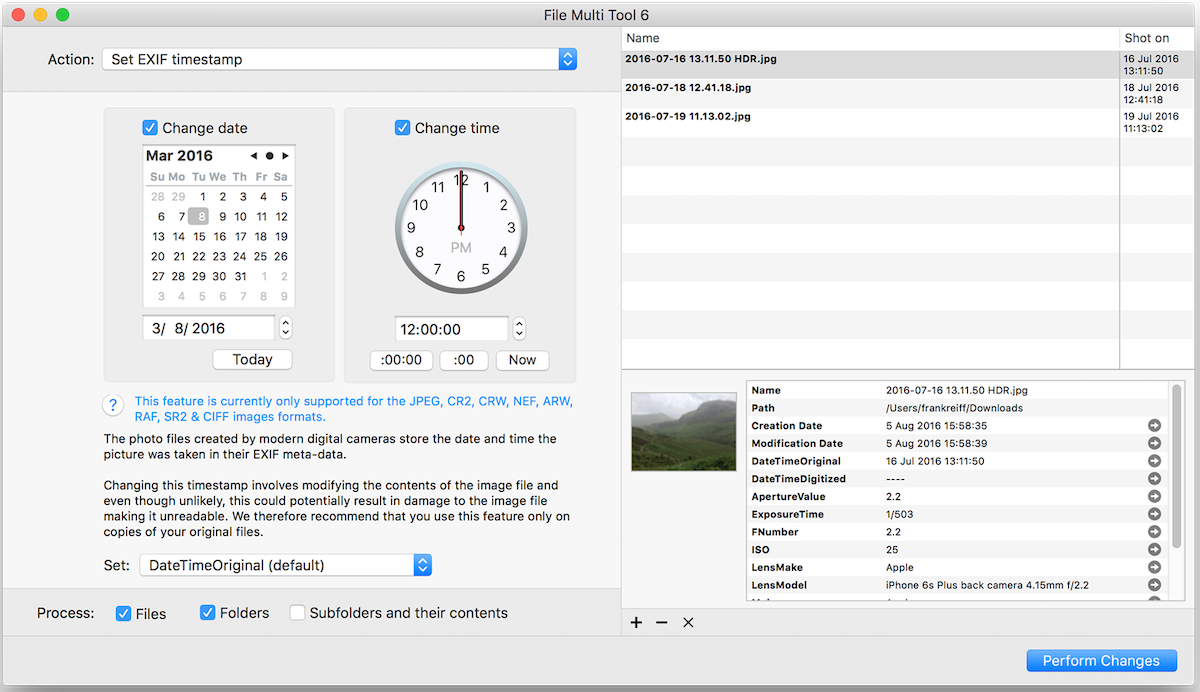 File Multi Tool 6
Action: Set EXIF timestamp
Change date
Mar 2016
Su Mo Tu We Th Fr Sa
28 29 1 2 3 4 5
6 7 8 9 10 11 12
13 14 15 16 17 18 19
20 21 22 23 24 25 26
27 28 29 30 31 1 2
3 4 5 6 7 8 9
3/ 8/ 2016
Today
Change time
12
11 1
10 2
9 3
PM
8 4
7 5
6
12:00:00
:00:00 :00 Now
? This feature is currently only supported for the JPEG, CR2, CRW, NEF, ARW,
RAF, SR2 & CIFF images formats.
The photo files created by modern digital cameras store the date and time the
picture was taken in their EXIF meta-data.
Changing this timestamp involves modifying the contents of the image file and
even though unlikely, this could potentially result in damage to the image file
making it unreadable. We therefore recommend that you use this feature only on
copies of your original files.
Set: DateTimeOriginal (default)
Process: Files Folders Subfolders and their contents
Name Shot on
2016-07-16 13.11.50 HDR.jpg 16 Jul 2016
13:11:50
2016-07-18 12.41.18.jpg 18 Jul 2016
12:41:18
2016-07-19 11.13.02.jpg 19 Jul 2016
11:13:02
Name 2016-07-16 13.11.50 HDR.jpg
Path /Users/frankreiff/Downloads
Creation Date 5 Aug 2016 15:58:35
Modification Date 5 Aug 2016 15:58:39
DateTimeOriginal 16 Jul 2016 13:11:50
DateTimeDigitized ----
ApertureValue 2.2
ExposureTime 1/503
FNumber 2.2
ISO 25
LensMake Apple
LensModel iPhone 6s Plus back camera 4.15mm f/2.2
Perform Changes